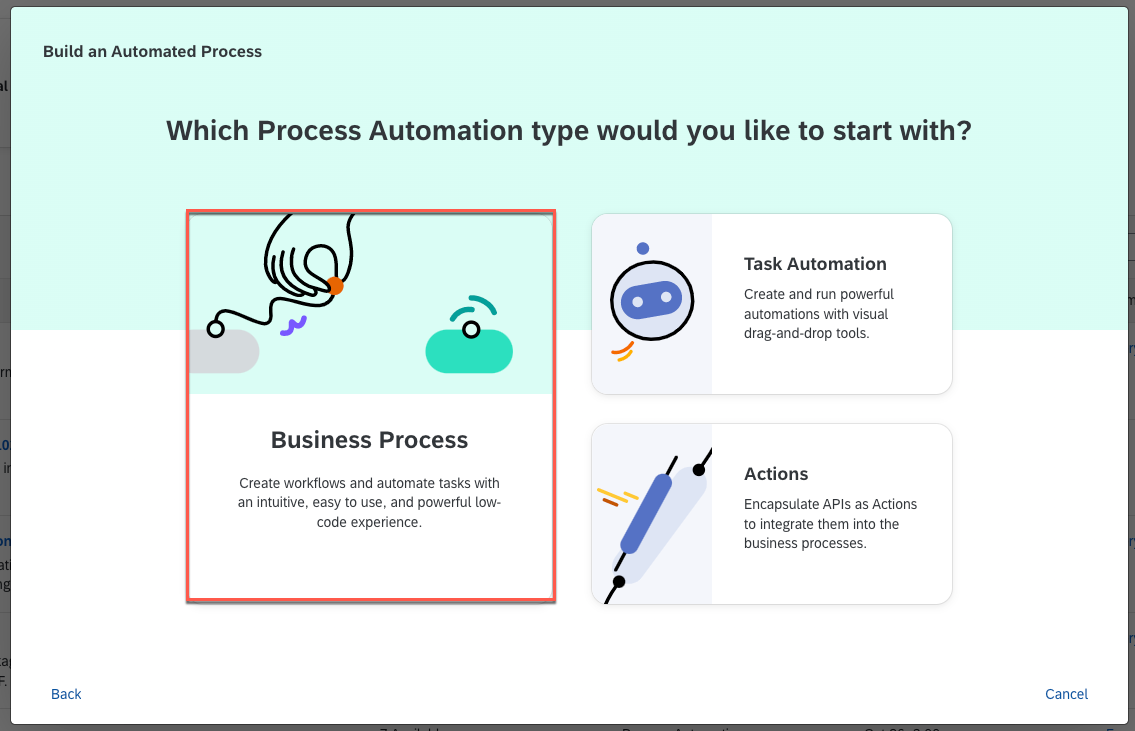 Build an Automated Process
Which Process Automation type would you like to start with?
Business Process
Create workflows and automate tasks with
an intuitive, easy to use, and powerful low-
code experience.
Task Automation
Create and run powerful
automations with visual
drag-and-drop tools.
Actions
Encapsulate APIs as Actions
to integrate them into the
business processes.
Back
Cancel